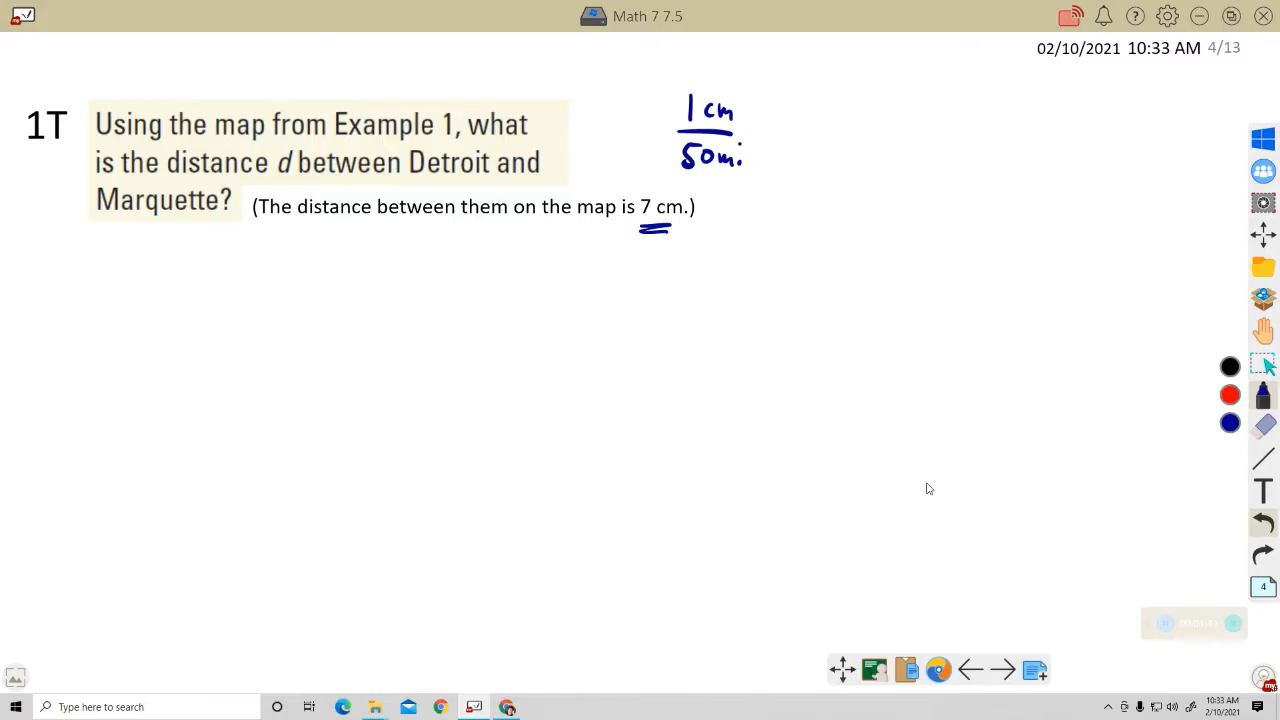 Math 7 7.5
02/10/2021 10:33 AM 4/13
1T
Using the map from Example 1, what
is the distance d between Detroit and
Marquette?
(The distance between them on the map is 7 cm.)
1 cm
50mi
T
4
Type here to search
10:33 AM
2/10/2021